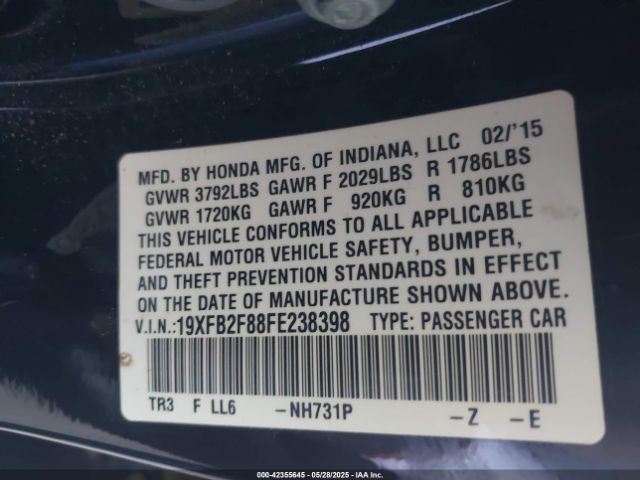 MFD. BY HONDA MFG. OF INDIANA, LLC 02/'15
GVWR 3792LBS GAWR F 2029LBS R 1786LBS
GVWR 1720KG GAWR F 920KG R 810KG
THIS VEHICLE CONFORMS TO ALL APPLICABLE
FEDERAL MOTOR VEHICLE SAFETY, BUMPER,
AND THEFT PREVENTION STANDARDS IN EFFECT
ON THE DATE OF MANUFACTURE SHOWN ABOVE.
V.I.N.:19XFB2F88FE238398 TYPE: PASSENGER CAR
TR3 F LL6 -NH731P -Z -E
000-42355645 / 05/28/2025 / IAAI.COM